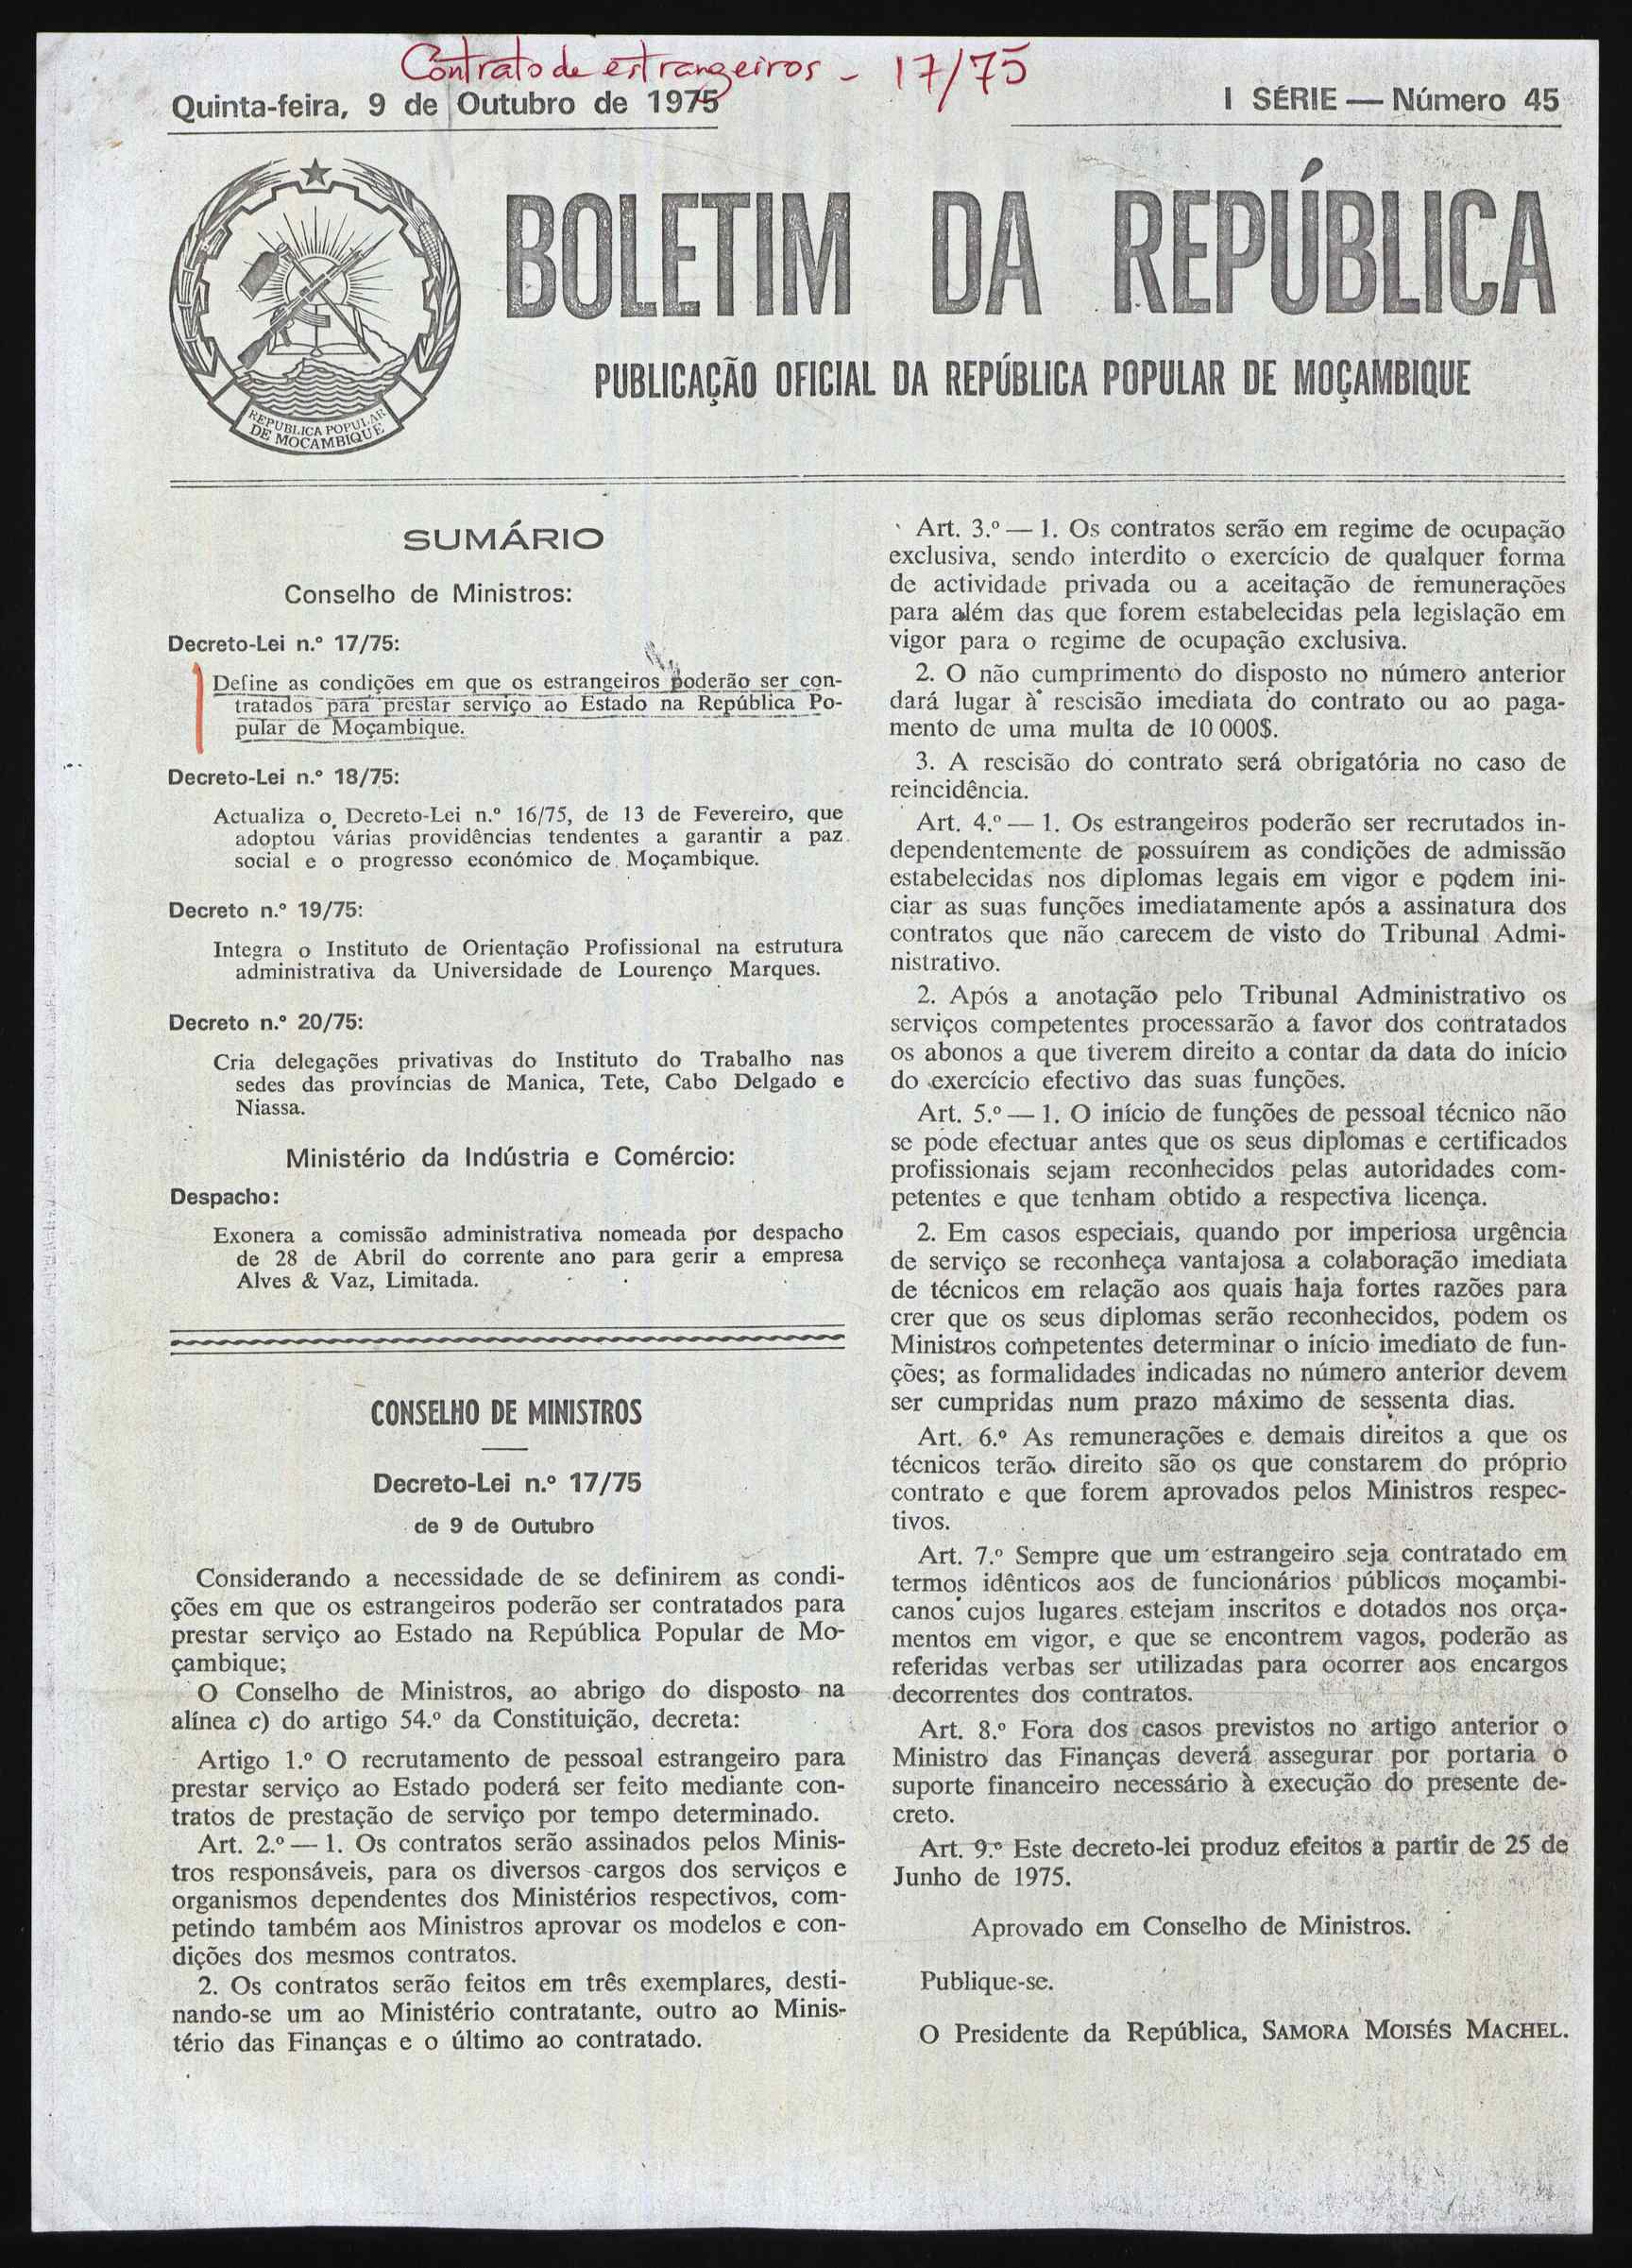 Contrato de estrangeiros - 17/75
Quinta-feira, 9 de Outubro de 1975
I SÉRIE — Número 45
BOLETIM DA REPÚBLICA
PUBLICAÇÃO OFICIAL DA REPÚBLICA POPULAR DE MOÇAMBIQUE
REPUBLICA POPULAR
DE MOCAMBIQUE
SUMÁRIO
Conselho de Ministros:
Decreto-Lei n.º 17/75:
Define as condições em que os estrangeiros poderão ser con-
tratados para prestar serviço ao Estado na República Po-
pular de Moçambique.
Decreto-Lei n.º 18/75:
Actualiza o Decreto-Lei n.º 16/75, de 13 de Fevereiro, que
adoptou várias providências tendentes a garantir a paz
social e o progresso económico de Moçambique.
Decreto n.º 19/75:
Integra o Instituto de Orientação Profissional na estrutura
administrativa da Universidade de Lourenço Marques.
Decreto n.º 20/75:
Cria delegações privativas do Instituto do Trabalho nas
sedes das províncias de Manica, Tete, Cabo Delgado e
Niassa.
Ministério da Indústria e Comércio:
Despacho:
Exonera a comissão administrativa nomeada por despacho
de 28 de Abril do corrente ano para gerir a empresa
Alves & Vaz, Limitada.
CONSELHO DE MINISTROS
Decreto-Lei n.º 17/75
de 9 de Outubro
Considerando a necessidade de se definirem as condi-
ções em que os estrangeiros poderão ser contratados para
prestar serviço ao Estado na República Popular de Mo-
çambique;
O Conselho de Ministros, ao abrigo do disposto na
alínea c) do artigo 54.º da Constituição, decreta:
Artigo 1.º O recrutamento de pessoal estrangeiro para
prestar serviço ao Estado poderá ser feito mediante con-
tratos de prestação de serviço por tempo determinado.
Art. 2.º — 1. Os contratos serão assinados pelos Minis-
tros responsáveis, para os diversos cargos dos serviços e
organismos dependentes dos Ministérios respectivos, com-
petindo também aos Ministros aprovar os modelos e con-
dições dos mesmos contratos.
2. Os contratos serão feitos em três exemplares, desti-
nando-se um ao Ministério contratante, outro ao Minis-
tério das Finanças e o último ao contratado.
Art. 3.º — 1. Os contratos serão em regime de ocupação
exclusiva, sendo interdito o exercício de qualquer forma
de actividade privada ou a aceitação de remunerações
para além das que forem estabelecidas pela legislação em
vigor para o regime de ocupação exclusiva.
2. O não cumprimento do disposto no número anterior
dará lugar à rescisão imediata do contrato ou ao paga-
mento de uma multa de 10 000$.
3. A rescisão do contrato será obrigatória no caso de
reincidência.
Art. 4.º — 1. Os estrangeiros poderão ser recrutados in-
dependentemente de possuírem as condições de admissão
estabelecidas nos diplomas legais em vigor e podem ini-
ciar as suas funções imediatamente após a assinatura dos
contratos que não carecem de visto do Tribunal Admi-
nistrativo.
2. Após a anotação pelo Tribunal Administrativo os
serviços competentes processarão a favor dos contratados
os abonos a que tiverem direito a contar da data do início
do exercício efectivo das suas funções.
Art. 5.º — 1. O início de funções de pessoal técnico não
se pode efectuar antes que os seus diplomas e certificados
profissionais sejam reconhecidos pelas autoridades com-
petentes e que tenham obtido a respectiva licença.
2. Em casos especiais, quando por imperiosa urgência
de serviço se reconheça vantajosa a colaboração imediata
de técnicos em relação aos quais haja fortes razões para
crer que os seus diplomas serão reconhecidos, podem os
Ministros competentes determinar o início imediato de fun-
ções; as formalidades indicadas no número anterior devem
ser cumpridas num prazo máximo de sessenta dias.
Art. 6.º As remunerações e demais direitos a que os
técnicos terão direito são os que constarem do próprio
contrato e que forem aprovados pelos Ministros respec-
tivos.
Art. 7.º Sempre que um estrangeiro seja contratado em
termos idênticos aos de funcionários públicos moçambi-
canos cujos lugares estejam inscritos e dotados nos orça-
mentos em vigor, e que se encontrem vagos, poderão as
referidas verbas ser utilizadas para ocorrer aos encargos
decorrentes dos contratos.
Art. 8.º Fora dos casos previstos no artigo anterior o
Ministro das Finanças deverá assegurar por portaria o
suporte financeiro necessário à execução do presente de-
creto.
Art. 9.º Este decreto-lei produz efeitos a partir de 25 de
Junho de 1975.
Aprovado em Conselho de Ministros.
Publique-se.
O Presidente da República, SAMORA MOISÉS MACHEL.